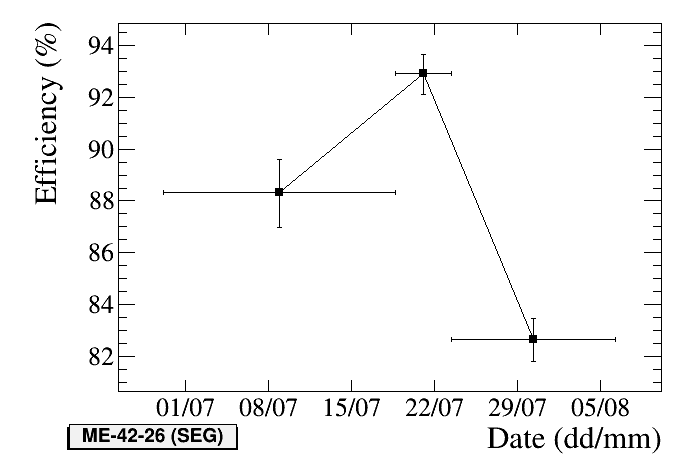 Efficiency (%)
94
92
90
88
86
84
82
01/07 08/07 15/07 22/07 29/07 05/08
ME-42-26 (SEG)
Date (dd/mm)